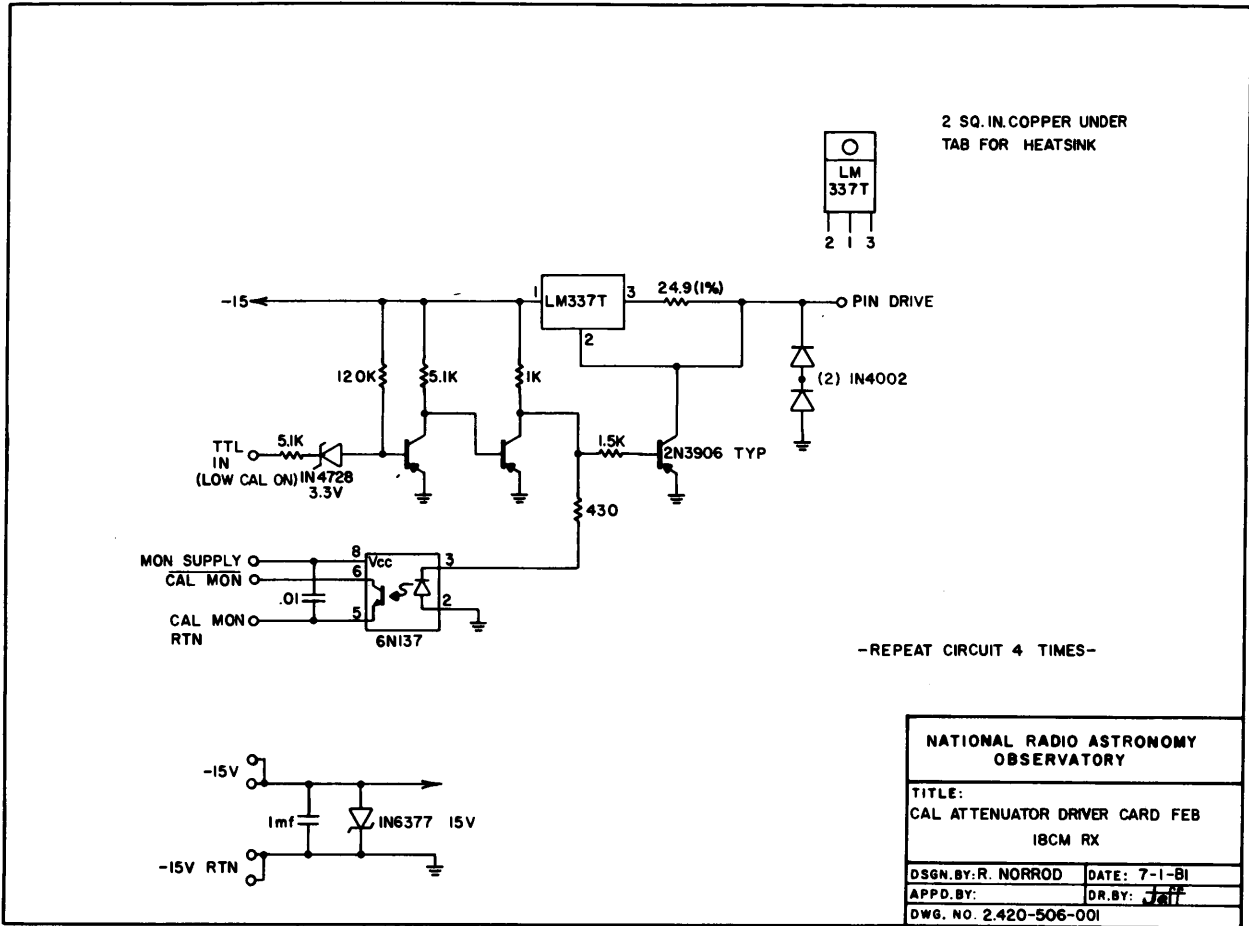 2 SQ. IN. COPPER UNDER
TAB FOR HEATSINK
LM
337T
2 1 3
-15
1
LM337T
3
24.9(1%)
PIN DRIVE
2
120K
5.1K
1K
(2) IN4002
TTL
IN
(LOW CAL ON)
5.1K
IN4728
3.3V
1.5K
2N3906 TYP
430
MON SUPPLY
8
Vcc
3
CAL MON
6
.01
2
CAL MON
RTN
5
6N137
-REPEAT CIRCUIT 4 TIMES-
-15V
1mf
IN6377 15V
-15V RTN
NATIONAL RADIO ASTRONOMY
OBSERVATORY
TITLE:
CAL ATTENUATOR DRIVER CARD FEB
18CM RX
DSGN. BY: R. NORROD DATE: 7-1-81
APPD. BY: DR. BY: Jeff
DWG. NO. 2.420-506-001